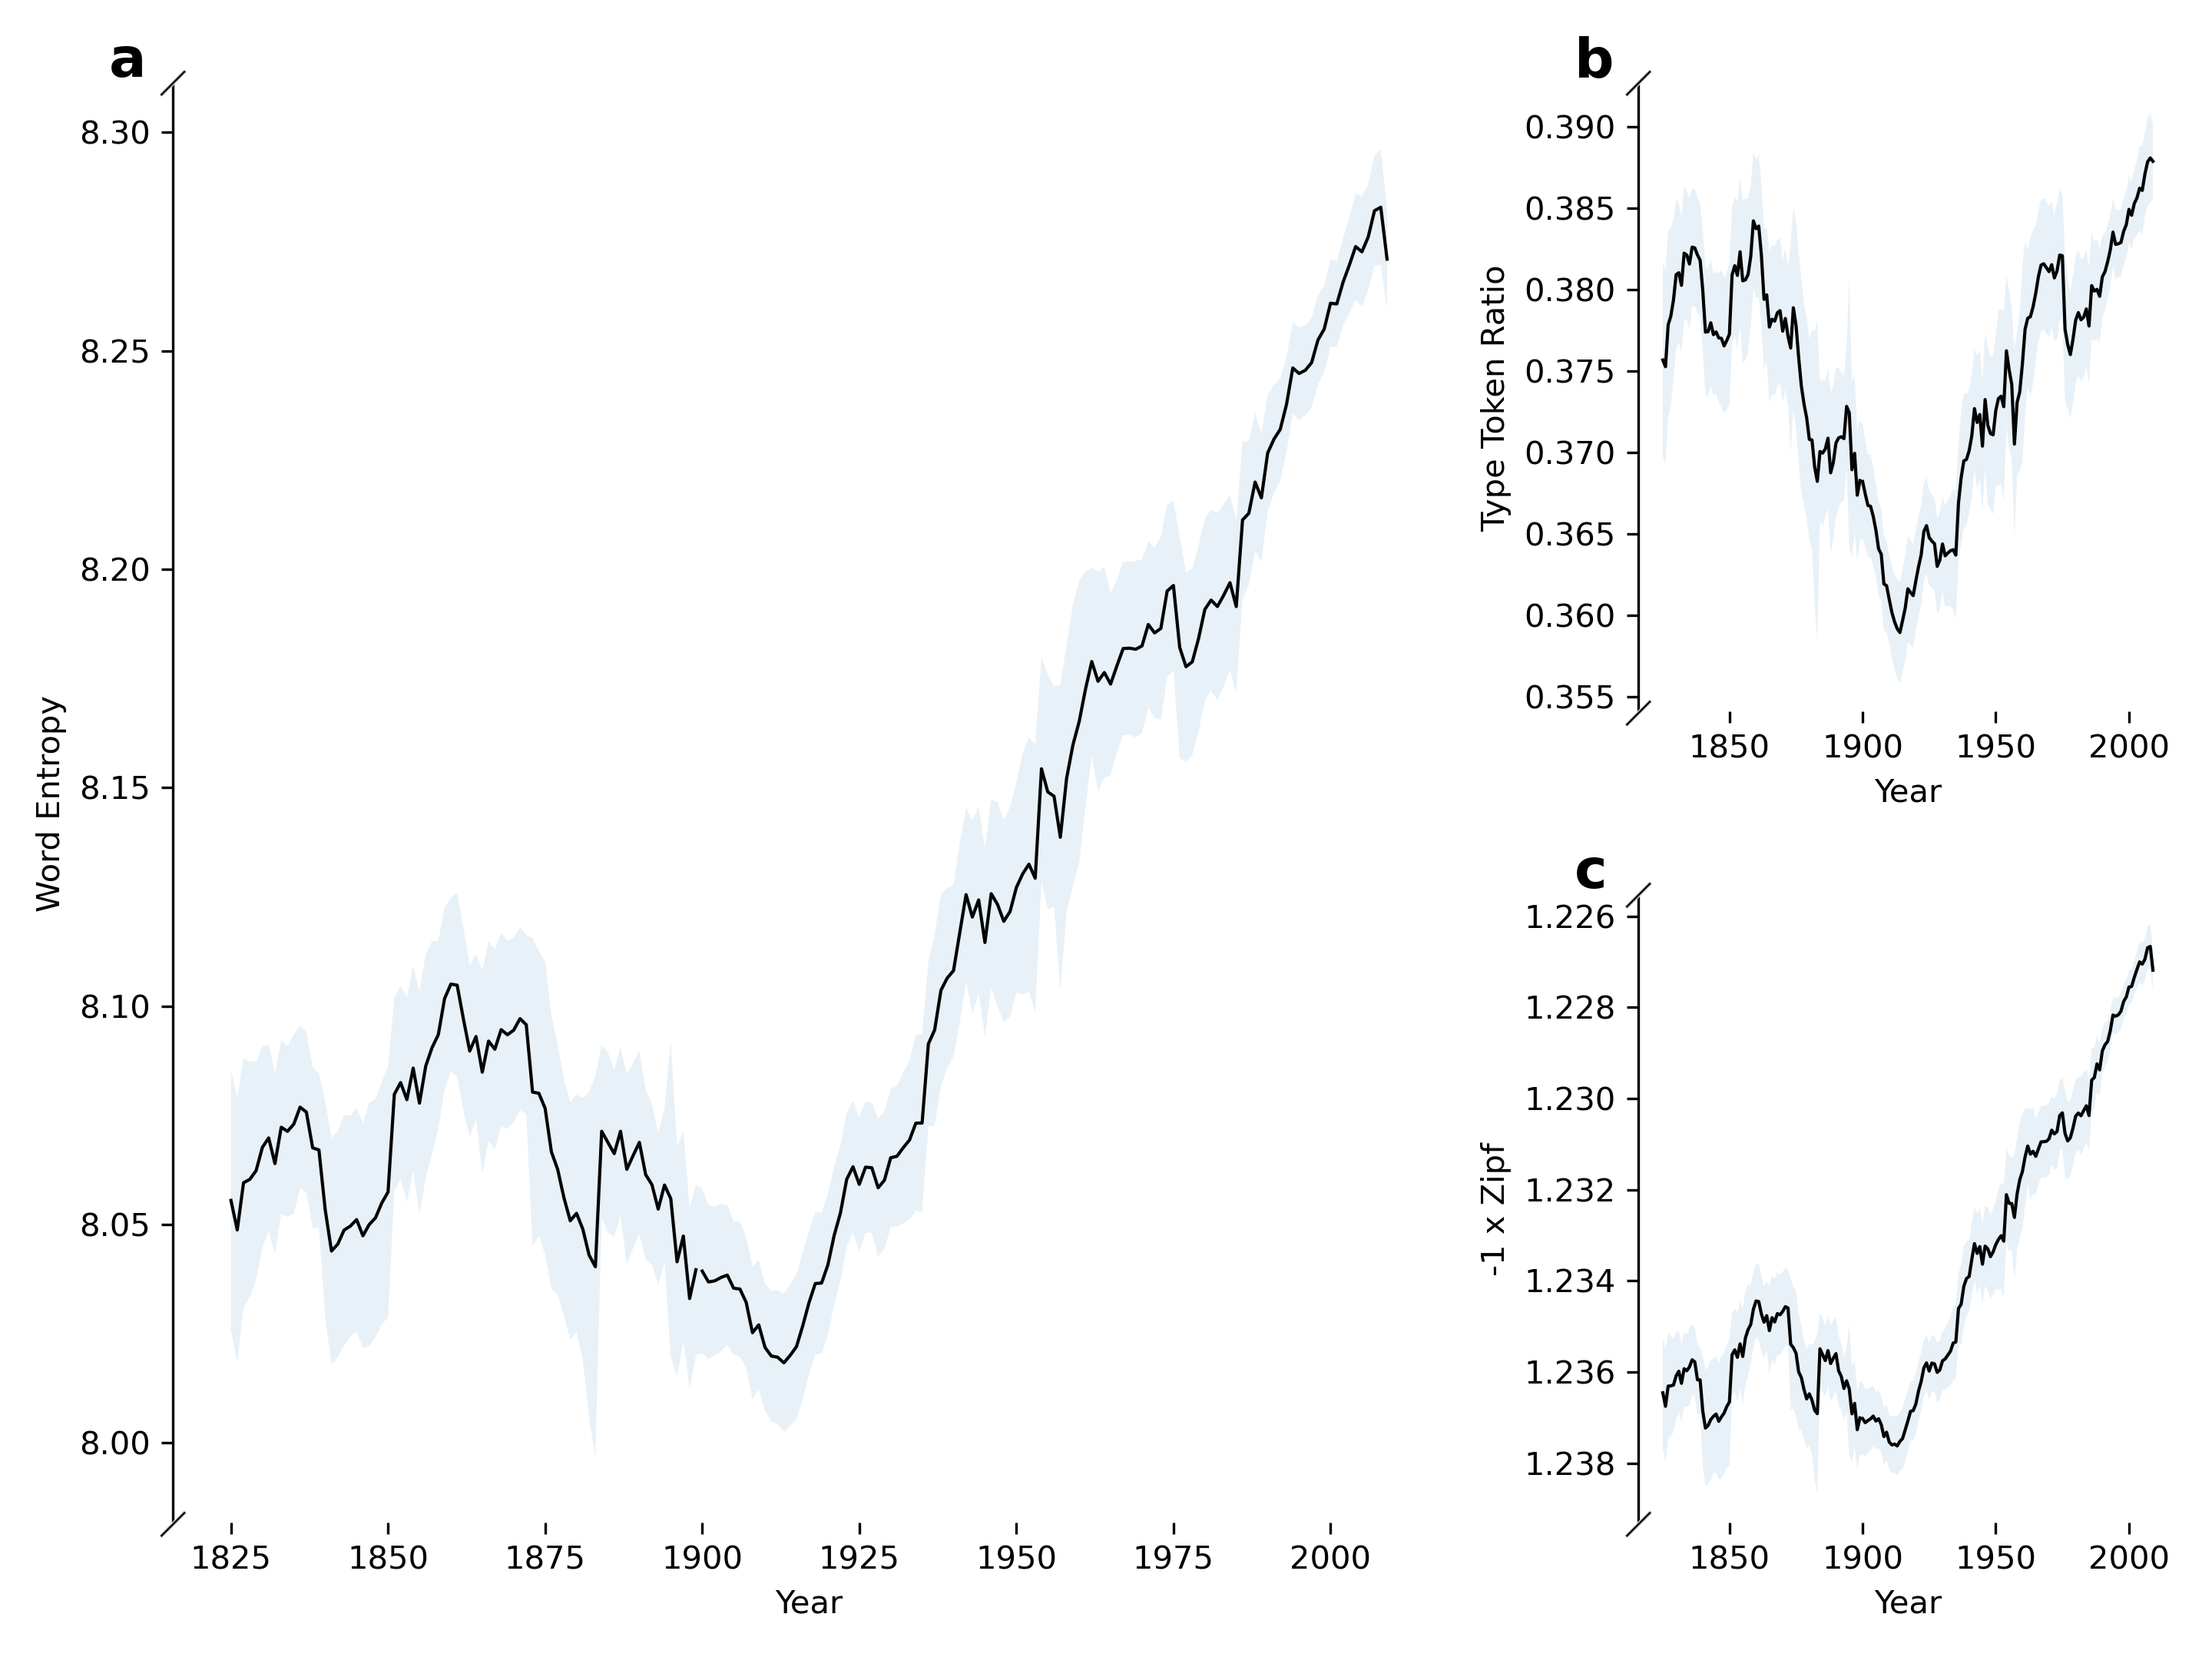 a
8.30
8.25
8.20
8.15
8.10
8.05
8.00
Word Entropy
1825 1850 1875 1900 1925 1950 1975 2000
Year
b
0.390
0.385
0.380
0.375
0.370
0.365
0.360
0.355
Type Token Ratio
1850 1900 1950 2000
Year
c
1.226
1.228
1.230
1.232
1.234
1.236
1.238
-1 x Zipf
1850 1900 1950 2000
Year